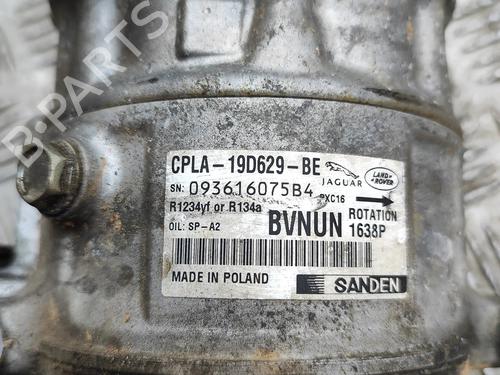 B-PARTS
CPLA-19D629-BE
JAGUAR
LAND-ROVER
SN: 093616075B4
PXC16
R1234yf or R134a
ROTATION
OIL: SP-A2
BVNUN 1638P
MADE IN POLAND
SANDEN